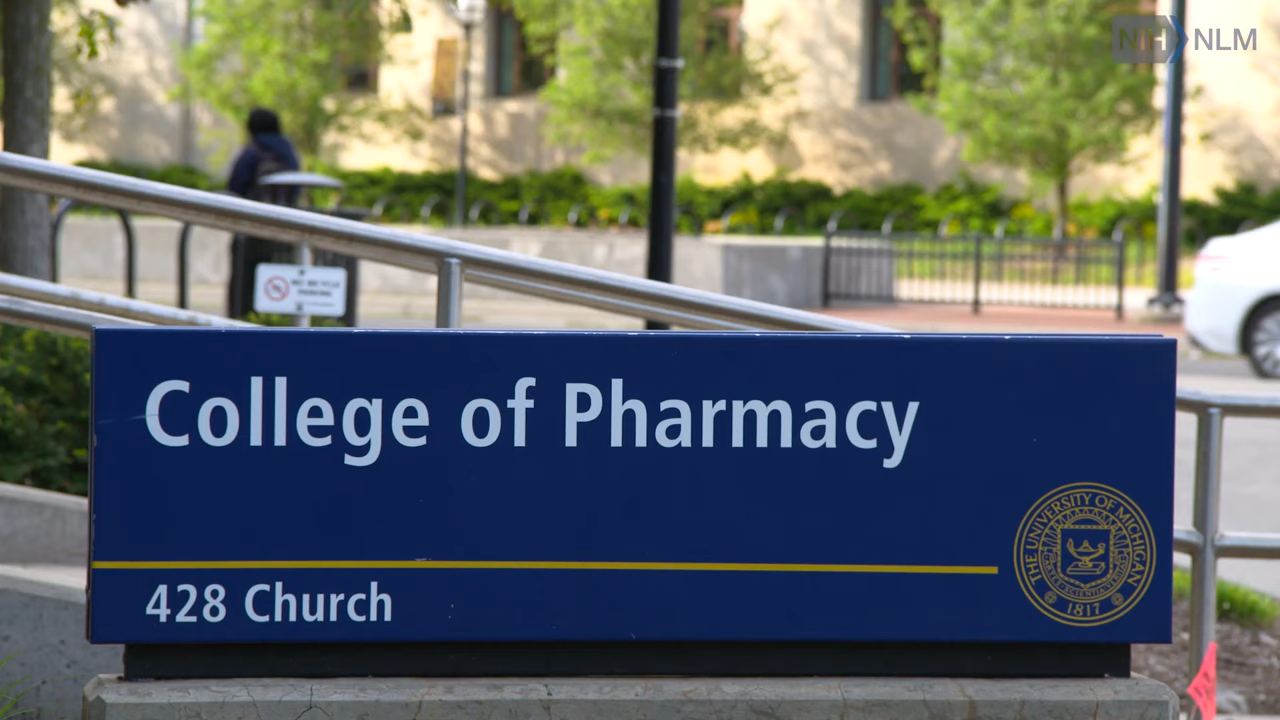 NIH NLM
College of Pharmacy
428 Church
THE UNIVERSITY OF MICHIGAN
1817